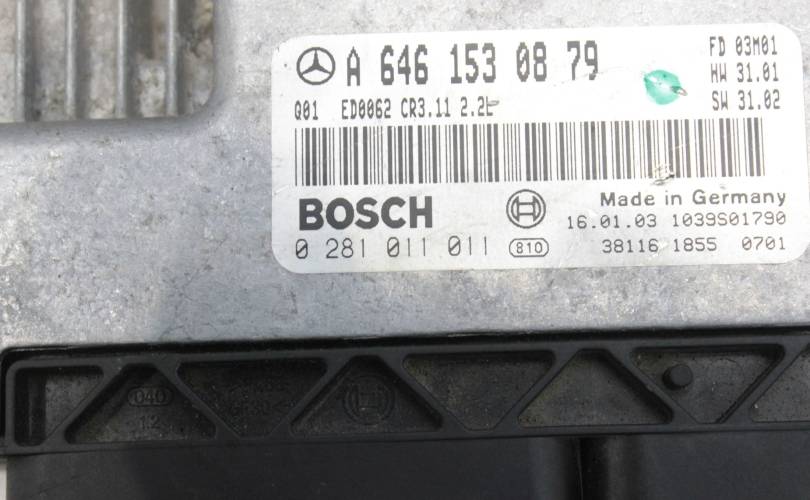 A 646 153 08 79
FD 03M01
HW 31.01
SW 31.02
Q01 ED0062 CR3.11 2.2L
BOSCH
Made in Germany
16.01.03 1039S01790
0 281 011 011 810 38116 1855 0701
040
12